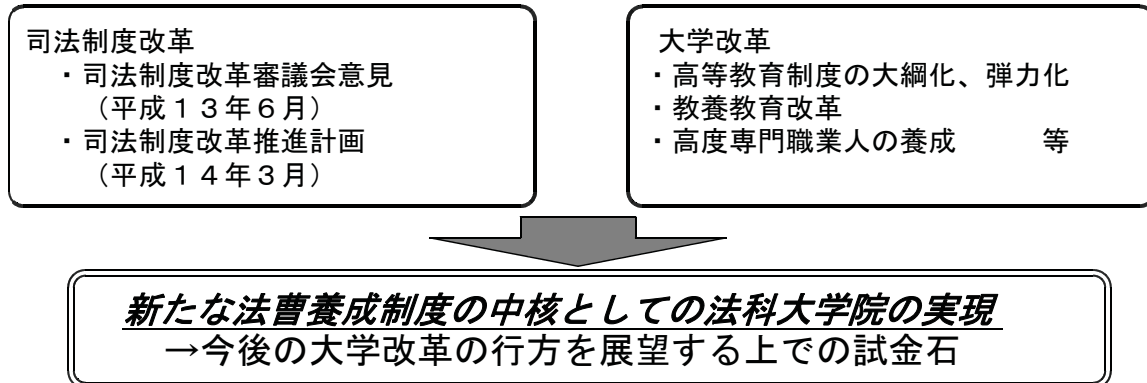 司法制度改革
・司法制度改革審議会意見
（平成１３年６月）
・司法制度改革推進計画
（平成１４年３月）
大学改革
・高等教育制度の大綱化、弾力化
・教養教育改革
・高度専門職業人の養成　　　等
新たな法曹養成制度の中核としての法科大学院の実現
→今後の大学改革の行方を展望する上での試金石